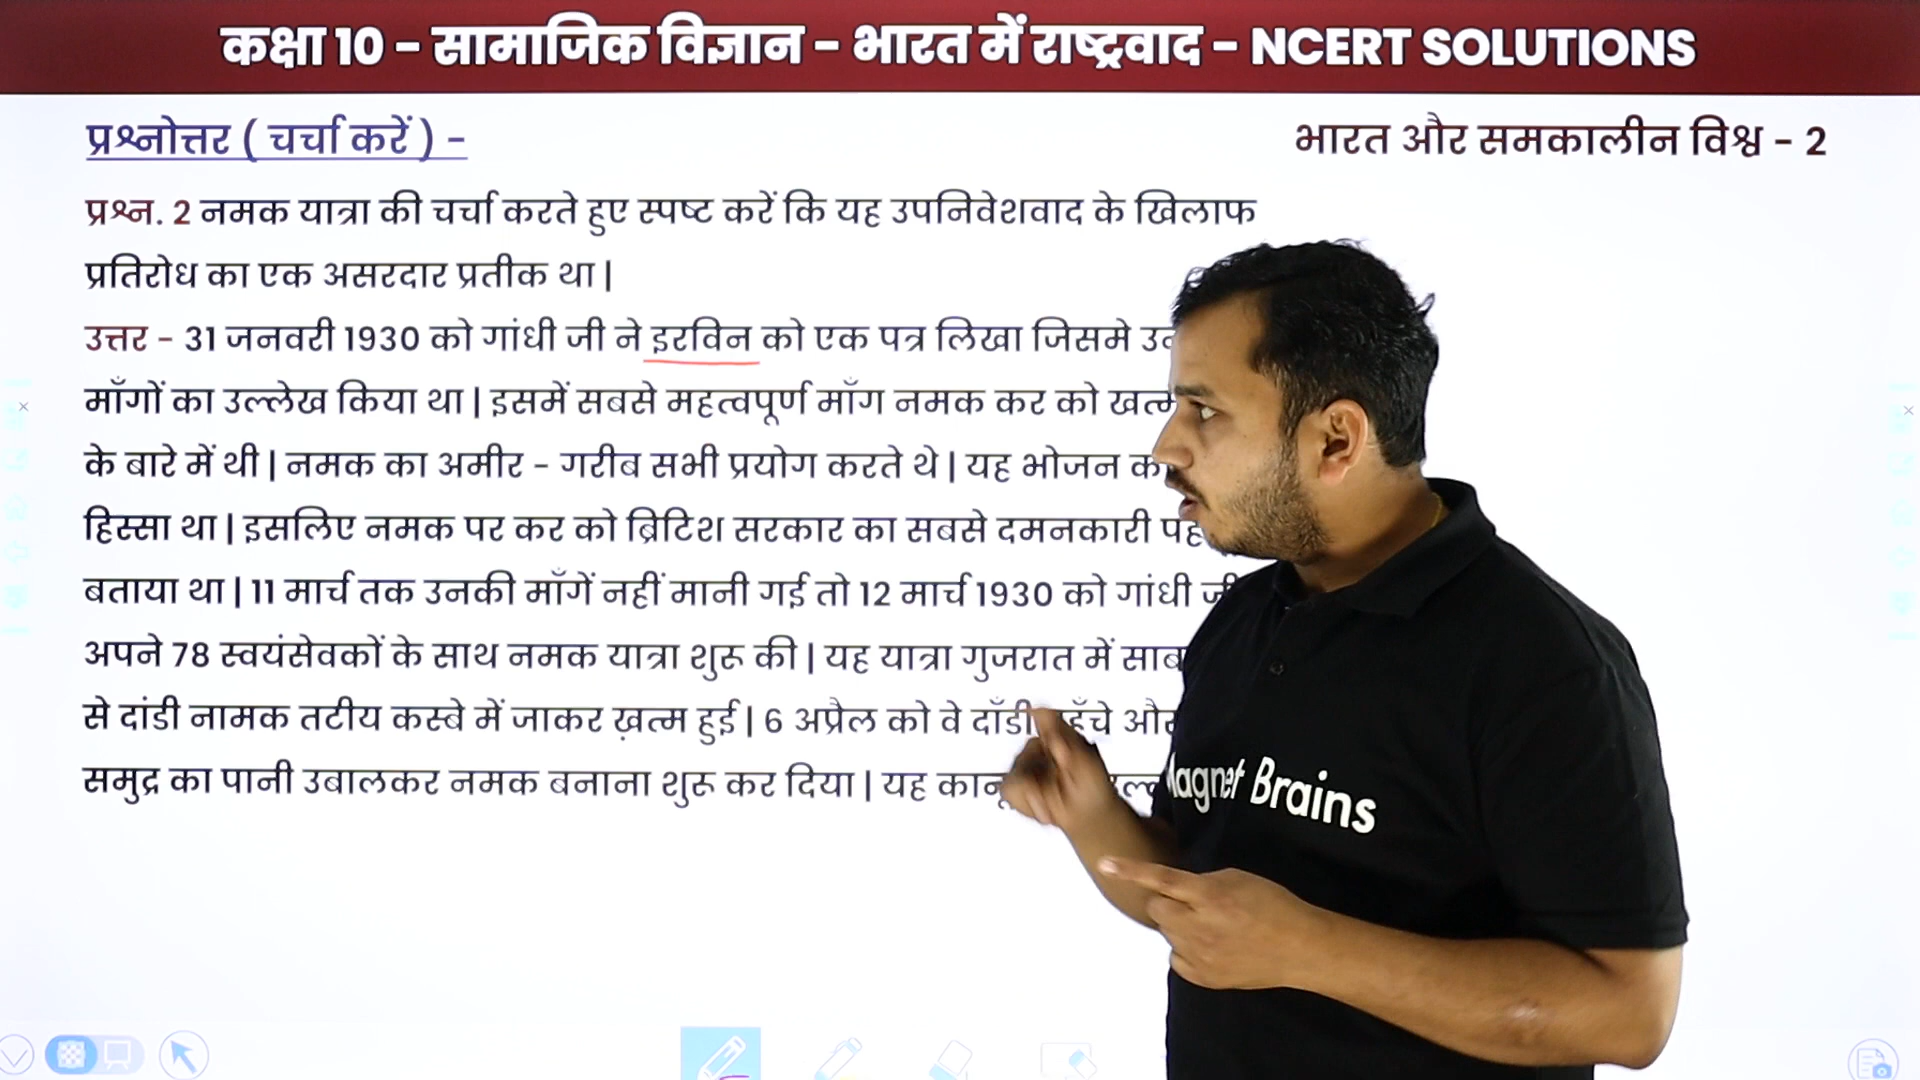 कक्षा 10 – सामाजिक विज्ञान – भारत में राष्ट्रवाद – NCERT SOLUTIONS
प्रश्नोत्तर ( चर्चा करें ) –
भारत और समकालीन विश्व – 2
प्रश्न. 2 नमक यात्रा की चर्चा करते हुए स्पष्ट करें कि यह उपनिवेशवाद के खिलाफ
प्रतिरोध का एक असरदार प्रतीक था |
उत्तर – 31 जनवरी 1930 को गांधी जी ने इरविन को एक पत्र लिखा जिसमे
माँगों का उल्लेख किया था | इसमें सबसे महत्वपूर्ण माँग नमक कर को
के बारे में थी | नमक का अमीर – गरीब सभी प्रयोग करते थे | यह भोजन
हिस्सा था | इसलिए नमक पर कर को ब्रिटिश सरकार का सबसे दमनकारी
बताया था | 11 मार्च तक उनकी माँगें नहीं मानी गई तो 12 मार्च 1930 को गांधी जी
अपने 78 स्वयंसेवकों के साथ नमक यात्रा शुरू की | यह यात्रा गुजरात में
से दांडी नामक तटीय कस्बे में जाकर ख़त्म हुई | 6 अप्रैल को वे
समुद्र का पानी उबालकर नमक बनाना शुरू कर दिया | यह
Magnet Brains